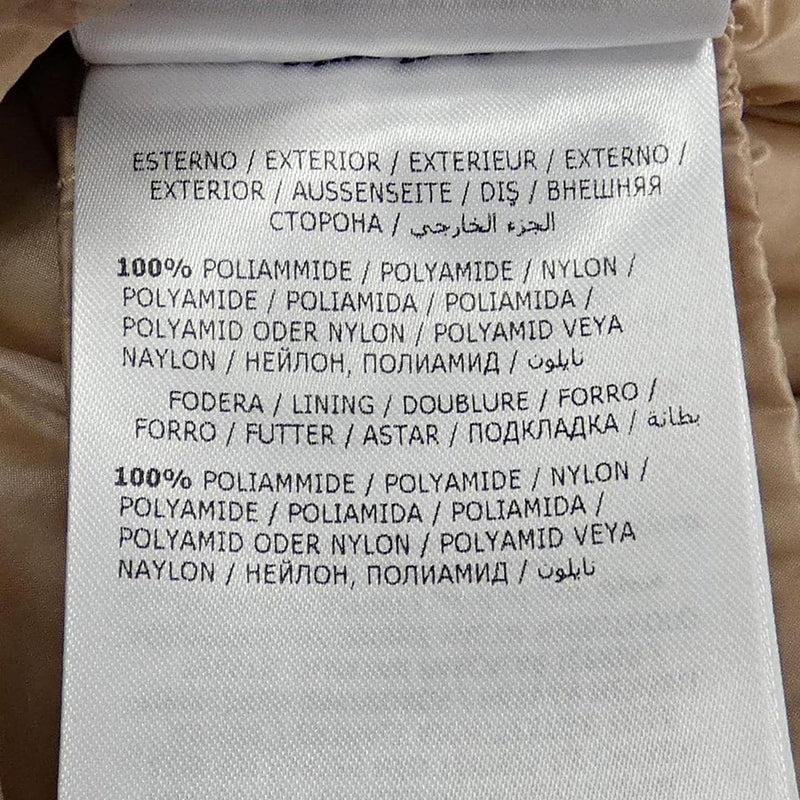 ESTERNO / EXTERIOR / EXTERIEUR / EXTERNO /
EXTERIOR / AUSSENSEITE / DIŞ / ВНЕШНЯЯ
СТОРОНА / الجزء الخارجي
100% POLIAMMIDE / POLYAMIDE / NYLON /
POLYAMIDE / POLIAMIDA / POLIAMIDA /
POLYAMID ODER NYLON / POLYAMID VEYA
NAYLON / НЕЙЛОН, ПОЛИАМИД / نايلون
FODERA / LINING / DOUBLURE / FORRO /
FORRO / FUTTER / ASTAR / ПОДКЛАДКА / بطانة
100% POLIAMMIDE / POLYAMIDE / NYLON /
POLYAMIDE / POLIAMIDA / POLIAMIDA /
POLYAMID ODER NYLON / POLYAMID VEYA
NAYLON / НЕЙЛОН, ПОЛИАМИД / نايلون